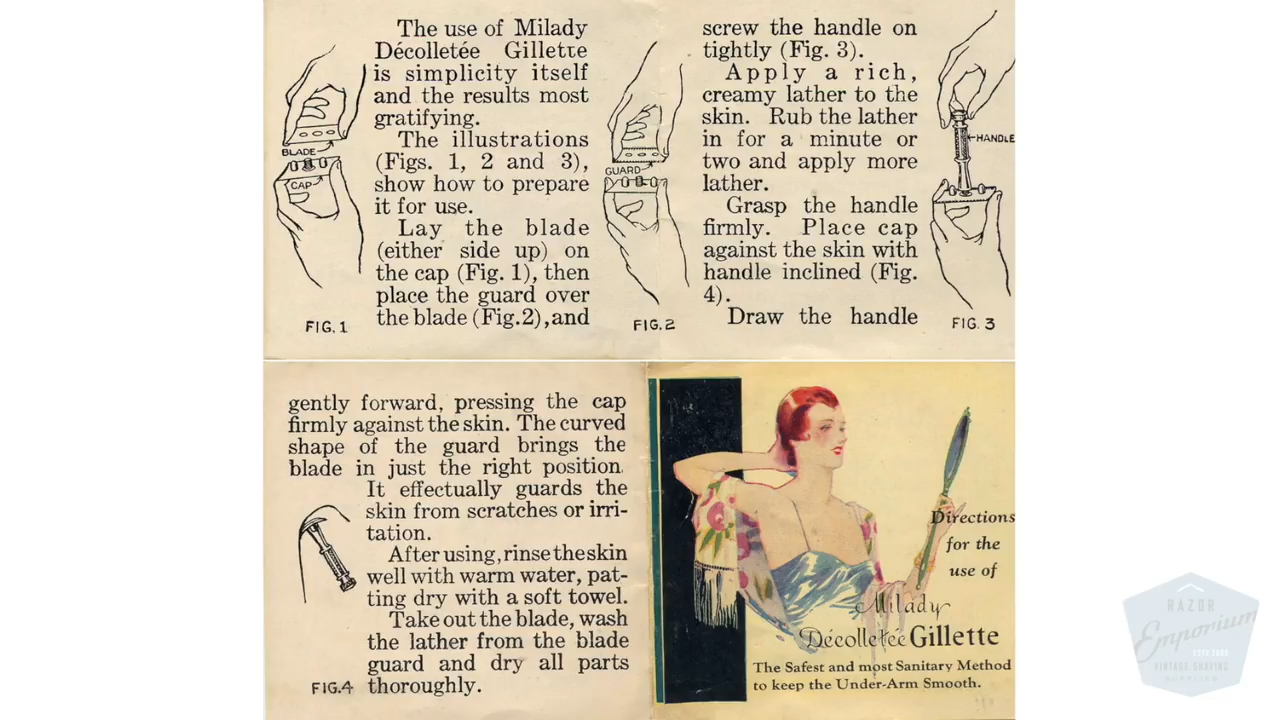 The use of Milady
Décolletée Gillette
is simplicity itself
and the results most
gratifying.
The illustrations
(Figs. 1, 2 and 3),
show how to prepare
it for use.
Lay the blade
(either side up) on
the cap (Fig. 1), then
place the guard over
the blade (Fig.2), and
BLADE
CAP
FIG. 1
GUARD
FIG. 2
screw the handle on
tightly (Fig. 3).
Apply a rich,
creamy lather to the
skin. Rub the lather
in for a minute or
two and apply more
lather.
Grasp the handle
firmly. Place cap
against the skin with
handle inclined (Fig.
4).
Draw the handle
HANDLE
FIG. 3
gently forward, pressing the cap
firmly against the skin. The curved
shape of the guard brings the
blade in just the right position.
It effectually guards the
skin from scratches or irri-
tation.
After using, rinse the skin
well with warm water, pat-
ting dry with a soft towel.
Take out the blade, wash
the lather from the blade
guard and dry all parts
thoroughly.
FIG. 4
Directions
for the
use of
Milady
Décolletée Gillette
The Safest and most Sanitary Method
to keep the Under-Arm Smooth.
RAZOR
Emporium
VINTAGE SHAVING
SUPPLIES